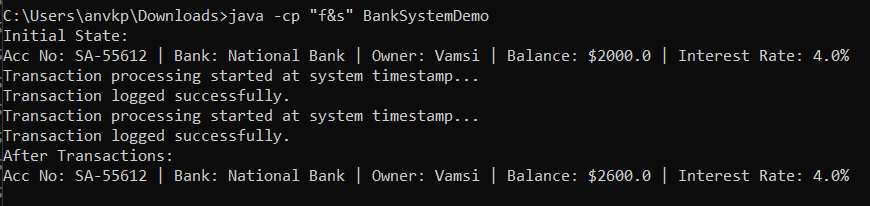 C:\Users\anvkp\Downloads>java -cp "f&s" BankSystemDemo
Initial State:
Acc No: SA-55612 | Bank: National Bank | Owner: Vamsi | Balance: $2000.0 | Interest Rate: 4.0%
Transaction processing started at system timestamp...
Transaction logged successfully.
Transaction processing started at system timestamp...
Transaction logged successfully.
After Transactions:
Acc No: SA-55612 | Bank: National Bank | Owner: Vamsi | Balance: $2600.0 | Interest Rate: 4.0%